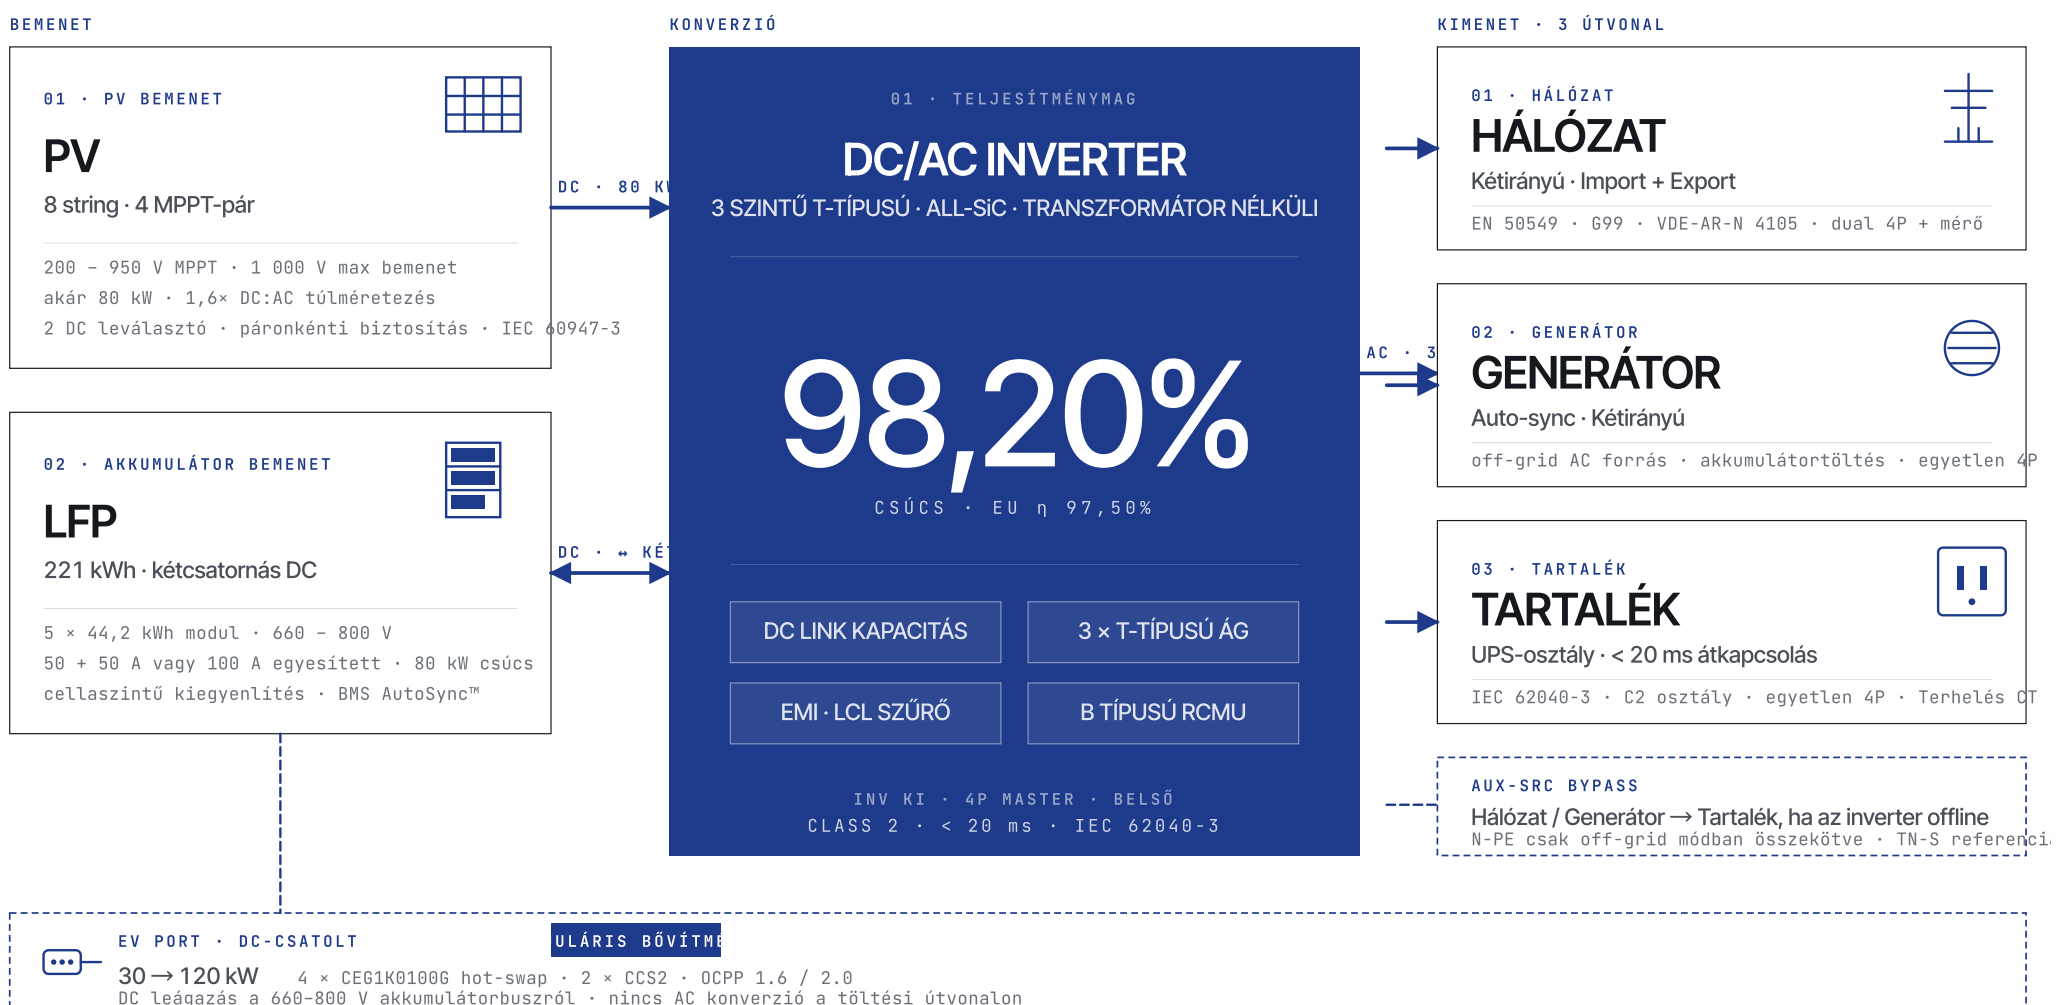 BEMENET
01 · PV BEMENET
PV
8 string · 4 MPPT-pár
200 – 950 V MPPT · 1 000 V max bemenet
akár 80 kW · 1,6× DC:AC túlméretezés
2 DC leválasztó · páronkénti biztosítás · IEC 60947-3
DC · 80
02 · AKKUMULÁTOR BEMENET
LFP
221 kWh · kétcsatornás DC
5 × 44,2 kWh modul · 660 – 800 V
50 + 50 A vagy 100 A egyesített · 80 kW csúcs
cellaszintű kiegyenlítés · BMS AutoSync™
DC · ↔
KONVERZIÓ
01 · TELJESÍTMÉNYMAG
DC/AC INVERTER
3 SZINTŰ T-TÍPUSÚ · ALL-SiC · TRANSZFORMÁTOR NÉLKÜLI
98,20%
CSÚCS · EU η 97,50%
DC LINK KAPACITÁS
3 × T-TÍPUSÚ ÁG
EMI · LCL SZŰRŐ
B TÍPUSÚ RCMU
INV KI · 4P MASTER · BELSŐ
CLASS 2 · < 20 ms · IEC 62040-3
AC · 3
KIMENET · 3 ÚTVONAL
01 · HÁLÓZAT
HÁLÓZAT
Kétirányú · Import + Export
EN 50549 · G99 · VDE-AR-N 4105 · dual 4P + mérő
02 · GENERÁTOR
GENERÁTOR
Auto-sync · Kétirányú
off-grid AC forrás · akkumulátortöltés · egyetlen 4P
03 · TARTALÉK
TARTALÉK
UPS-osztály · < 20 ms átkapcsolás
IEC 62040-3 · C2 osztály · egyetlen 4P · Terhelés CT
AUX-SRC BYPASS
Hálózat / Generátor → Tartalék, ha az inverter offline
N-PE csak off-grid módban összekötve · TN-S
EV PORT · DC-CSATOLT
30 → 120 kW
4 × CEG1K0100G hot-swap · 2 × CCS2 · OCPP 1.6 / 2.0
DC leágazás a 660–800 V akkumulátorbuszról · nincs AC konverzió a töltési útvonalon